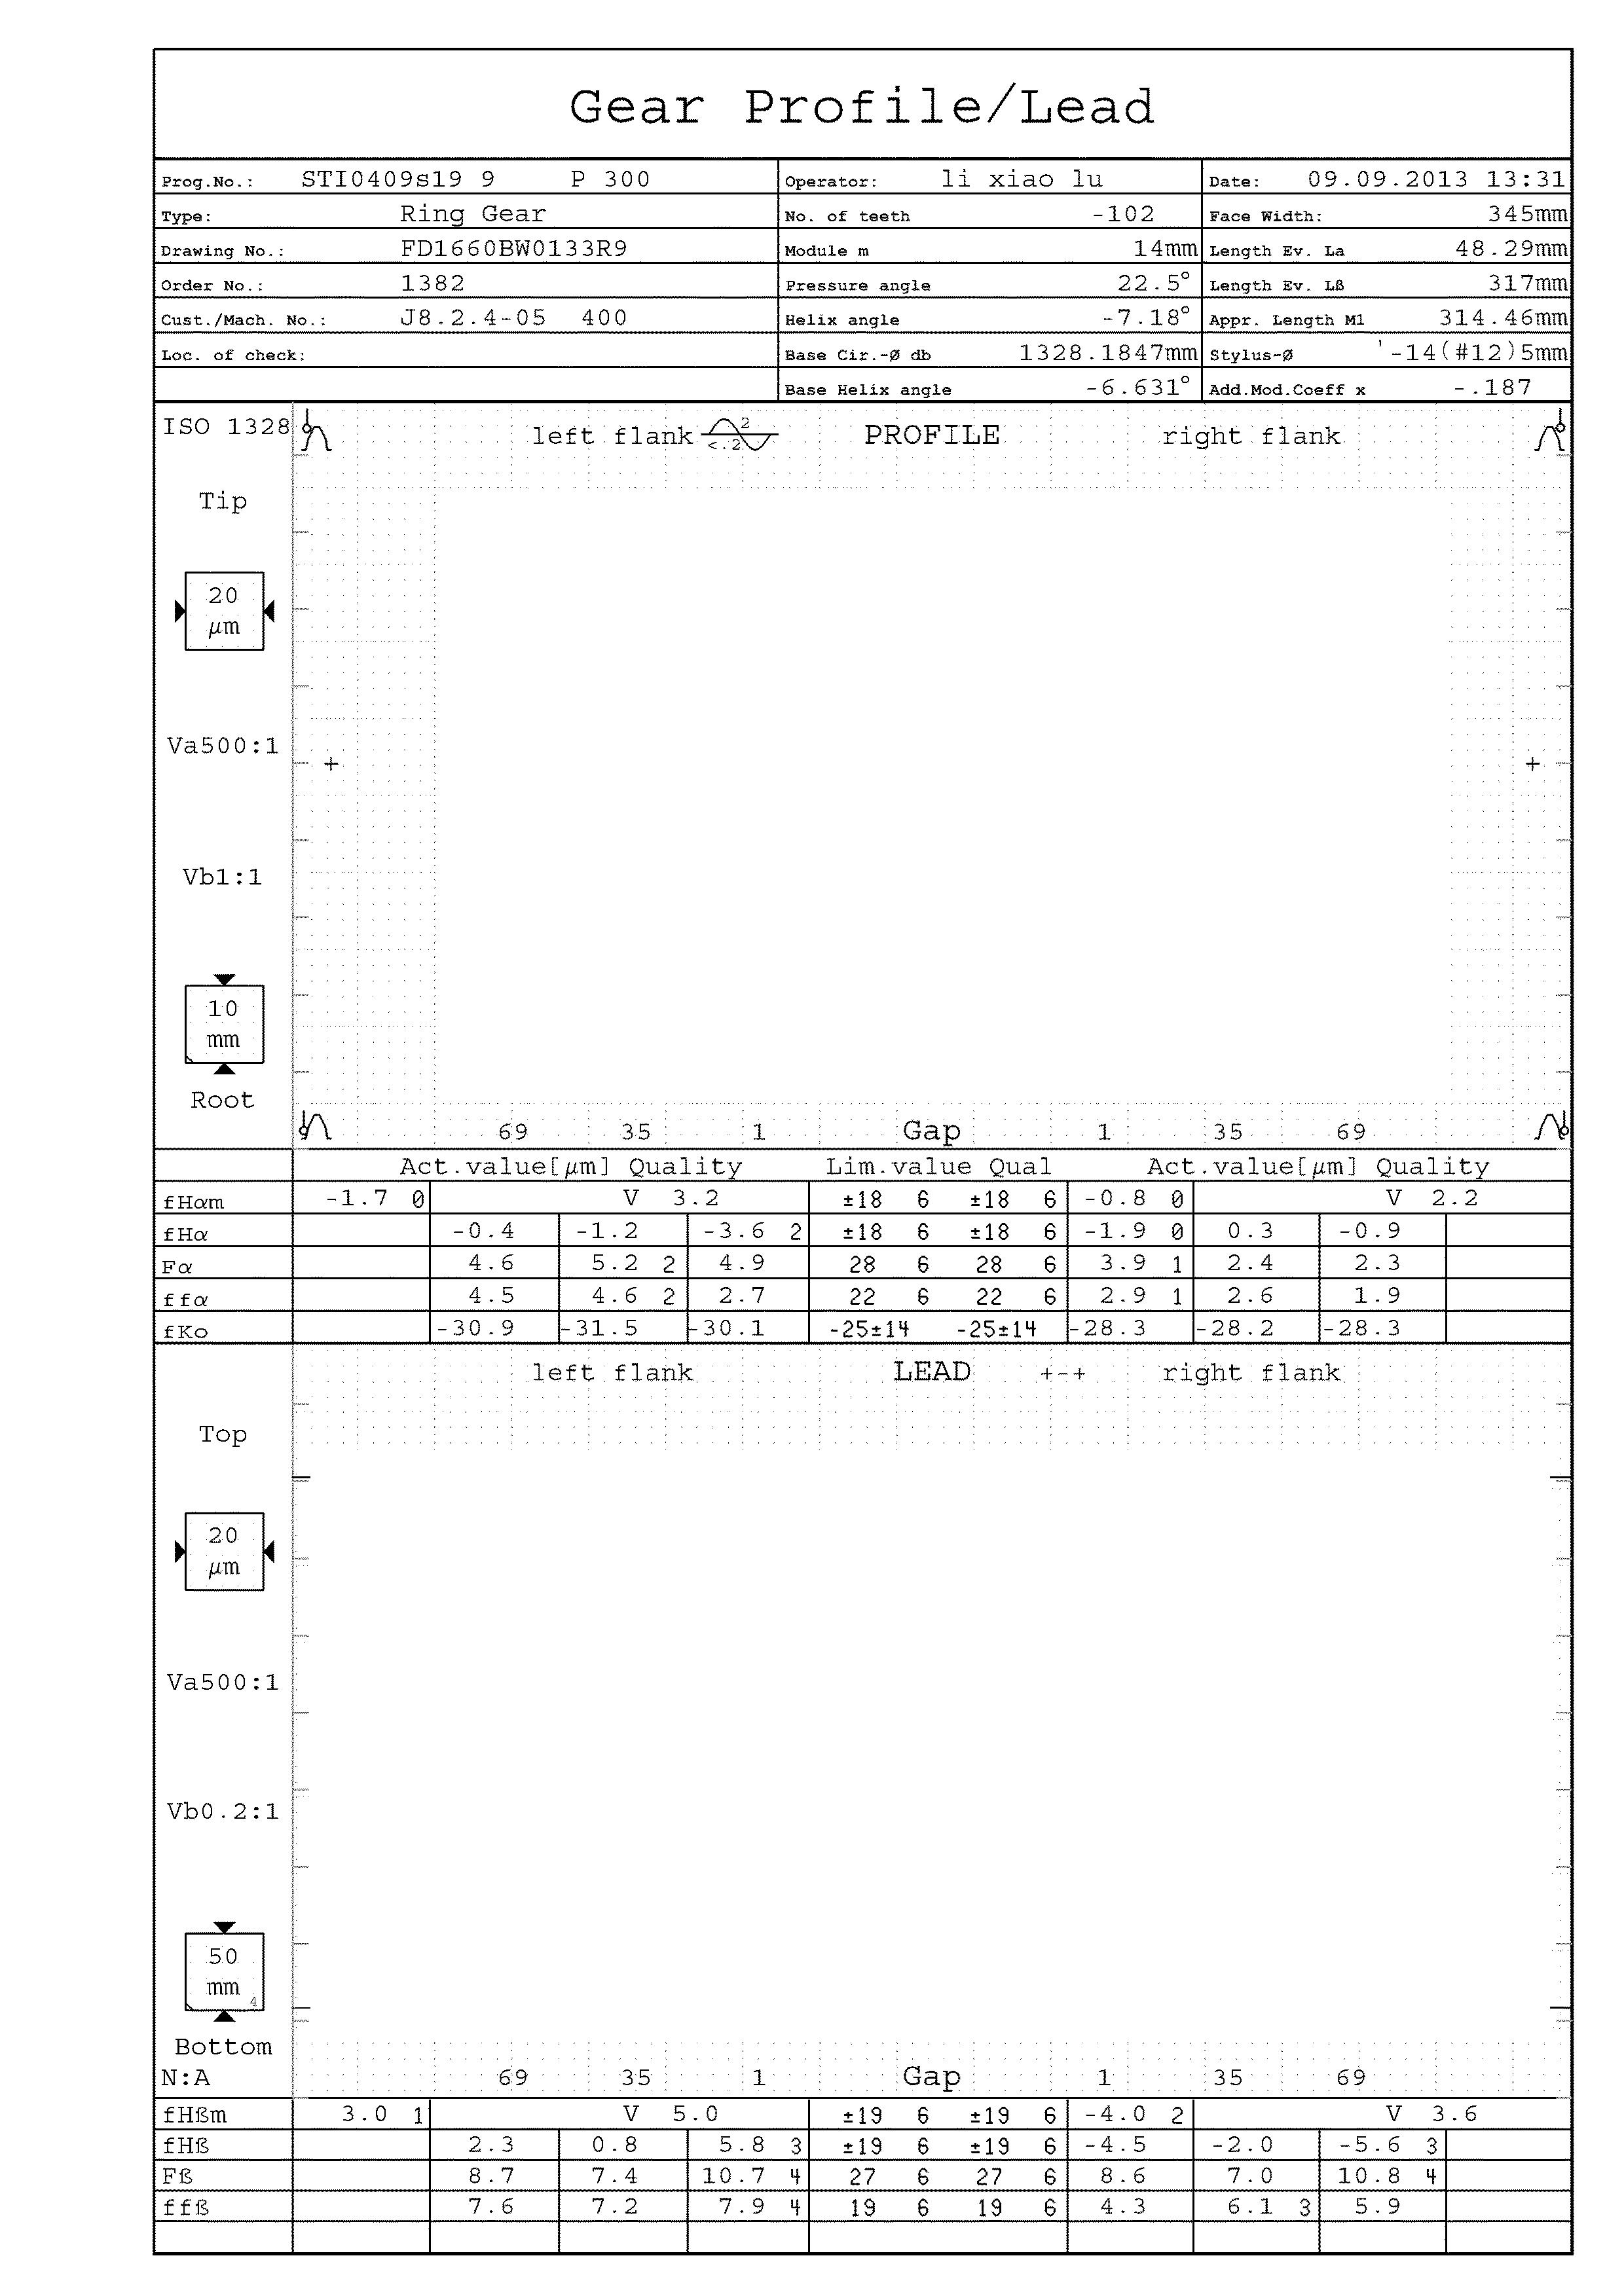 Gear Profile/Lead
Prog.No.: STI0409s19 9 P 300 Operator: li xiao lu Date: 09.09.2013 13:31
Type: Ring Gear No. of teeth -102 Face Width: 345mm
Drawing No.: FD1660BW0133R9 Module m 14mm Length Ev. La 48.29mm
Order No.: 1382 Pressure angle 22.5° Length Ev. Lß 317mm
Cust./Mach. No.: J8.2.4-05 400 Helix angle -7.18° Appr. Length M1 314.46mm
Loc. of check: Base Cir.-Ø db 1328.1847mm Stylus-Ø '-14(#12)5mm
Base Helix angle -6.631° Add.Mod.Coeff x -.187
ISO 1328 left flank 2 <.2 PROFILE right flank
Tip
20
µm
Va500:1
+ +
Vb1:1
10
mm
Root
69 35 1 Gap 1 35 69
Act.value[µm] Quality Lim.value Qual Act.value[µm] Quality
fHαm -1.7 0 V 3.2 ±18 6 ±18 6 -0.8 0 V 2.2
fHα -0.4 -1.2 -3.6 2 ±18 6 ±18 6 -1.9 0 0.3 -0.9
Fα 4.6 5.2 2 4.9 28 6 28 6 3.9 1 2.4 2.3
ffα 4.5 4.6 2 2.7 22 6 22 6 2.9 1 2.6 1.9
fKo -30.9 -31.5 -30.1 -25±14 -25±14 -28.3 -28.2 -28.3
left flank LEAD +-+ right flank
Top
20
µm
Va500:1
Vb0.2:1
50
mm
4
Bottom
N:A 69 35 1 Gap 1 35 69
fHßm 3.0 1 V 5.0 ±19 6 ±19 6 -4.0 2 V 3.6
fHß 2.3 0.8 5.8 3 ±19 6 ±19 6 -4.5 -2.0 -5.6 3
Fß 8.7 7.4 10.7 4 27 6 27 6 8.6 7.0 10.8 4
ffß 7.6 7.2 7.9 4 19 6 19 6 4.3 6.1 3 5.9